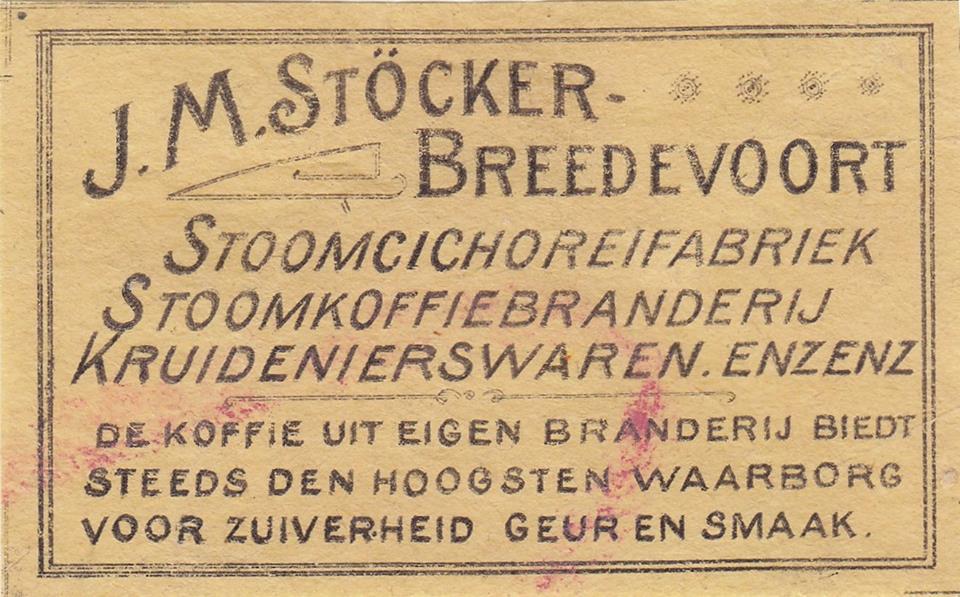 J. M. STÖCKER-
BREEDEVOORT
STOOMCICHOREIFABRIEK
STOOMKOFFIEBRANDERIJ
KRUIDENIERSWAREN. ENZENZ
DE KOFFIE UIT EIGEN BRANDERIJ BIEDT
STEEDS DEN HOOGSTEN WAARBORG
VOOR ZUIVERHEID GEUR EN SMAAK.